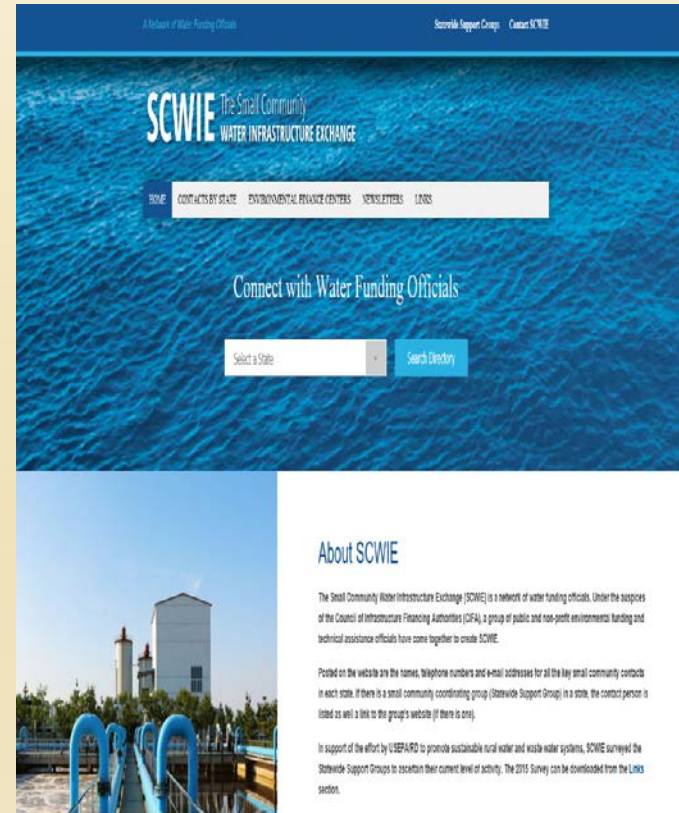 A Network of Water Funding Officials
Statewide Support Groups Contact SCWIE
SCWIE The Small Community
WATER INFRASTRUCTURE EXCHANGE
HOME CONTACTS BY STATE ENVIRONMENTAL FINANCE CENTERS NEWSLETTERS LINKS
Connect with Water Funding Officials
Select a State
Search Directory
About SCWIE
The Small Community Water Infrastructure Exchange (SCWIE) is a network of water funding officials. Under the auspices
of the Council of Infrastructure Financing Authorities (CIFA), a group of public and non-profit environmental funding and
technical assistance officials have come together to create SCWIE.
Posted on the website are the names, telephone numbers and e-mail addresses for all the key small community contacts
in each state. If there is a small community coordinating group (Statewide Support Group) in a state, the contact person is
listed as well a link to the group's website (if there is one).
In support of the effort by USEPA/RD to promote sustainable rural water and waste water systems, SCWIE surveyed the
Statewide Support Groups to ascertain their current level of activity. The 2015 Survey can be downloaded from the Links
section.